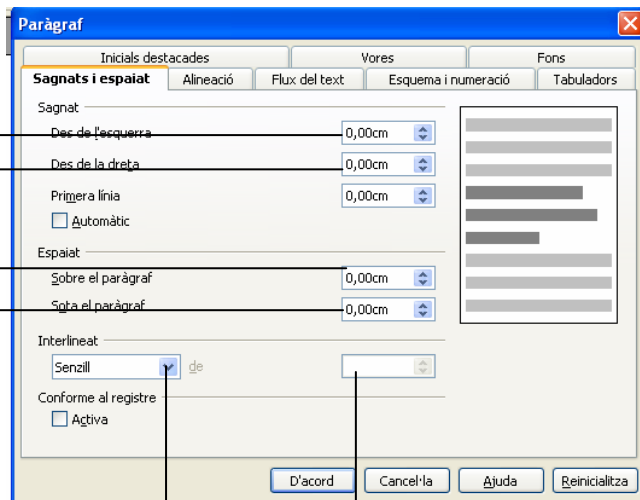 Paràgraf
Inicials destacades Vores Fons
Sagnats i espaiat Alineació Flux del text Esquema i numeració Tabuladors
Sagnat
Des de l'esquerra 0,00cm
Des de la dreta 0,00cm
Primera línia 0,00cm
Automàtic
Espaiat
Sobre el paràgraf 0,00cm
Sota el paràgraf 0,00cm
Interlineat
Senzill de
Conforme al registre
Activa
D'acord Cancel·la Ajuda Reinicialitza